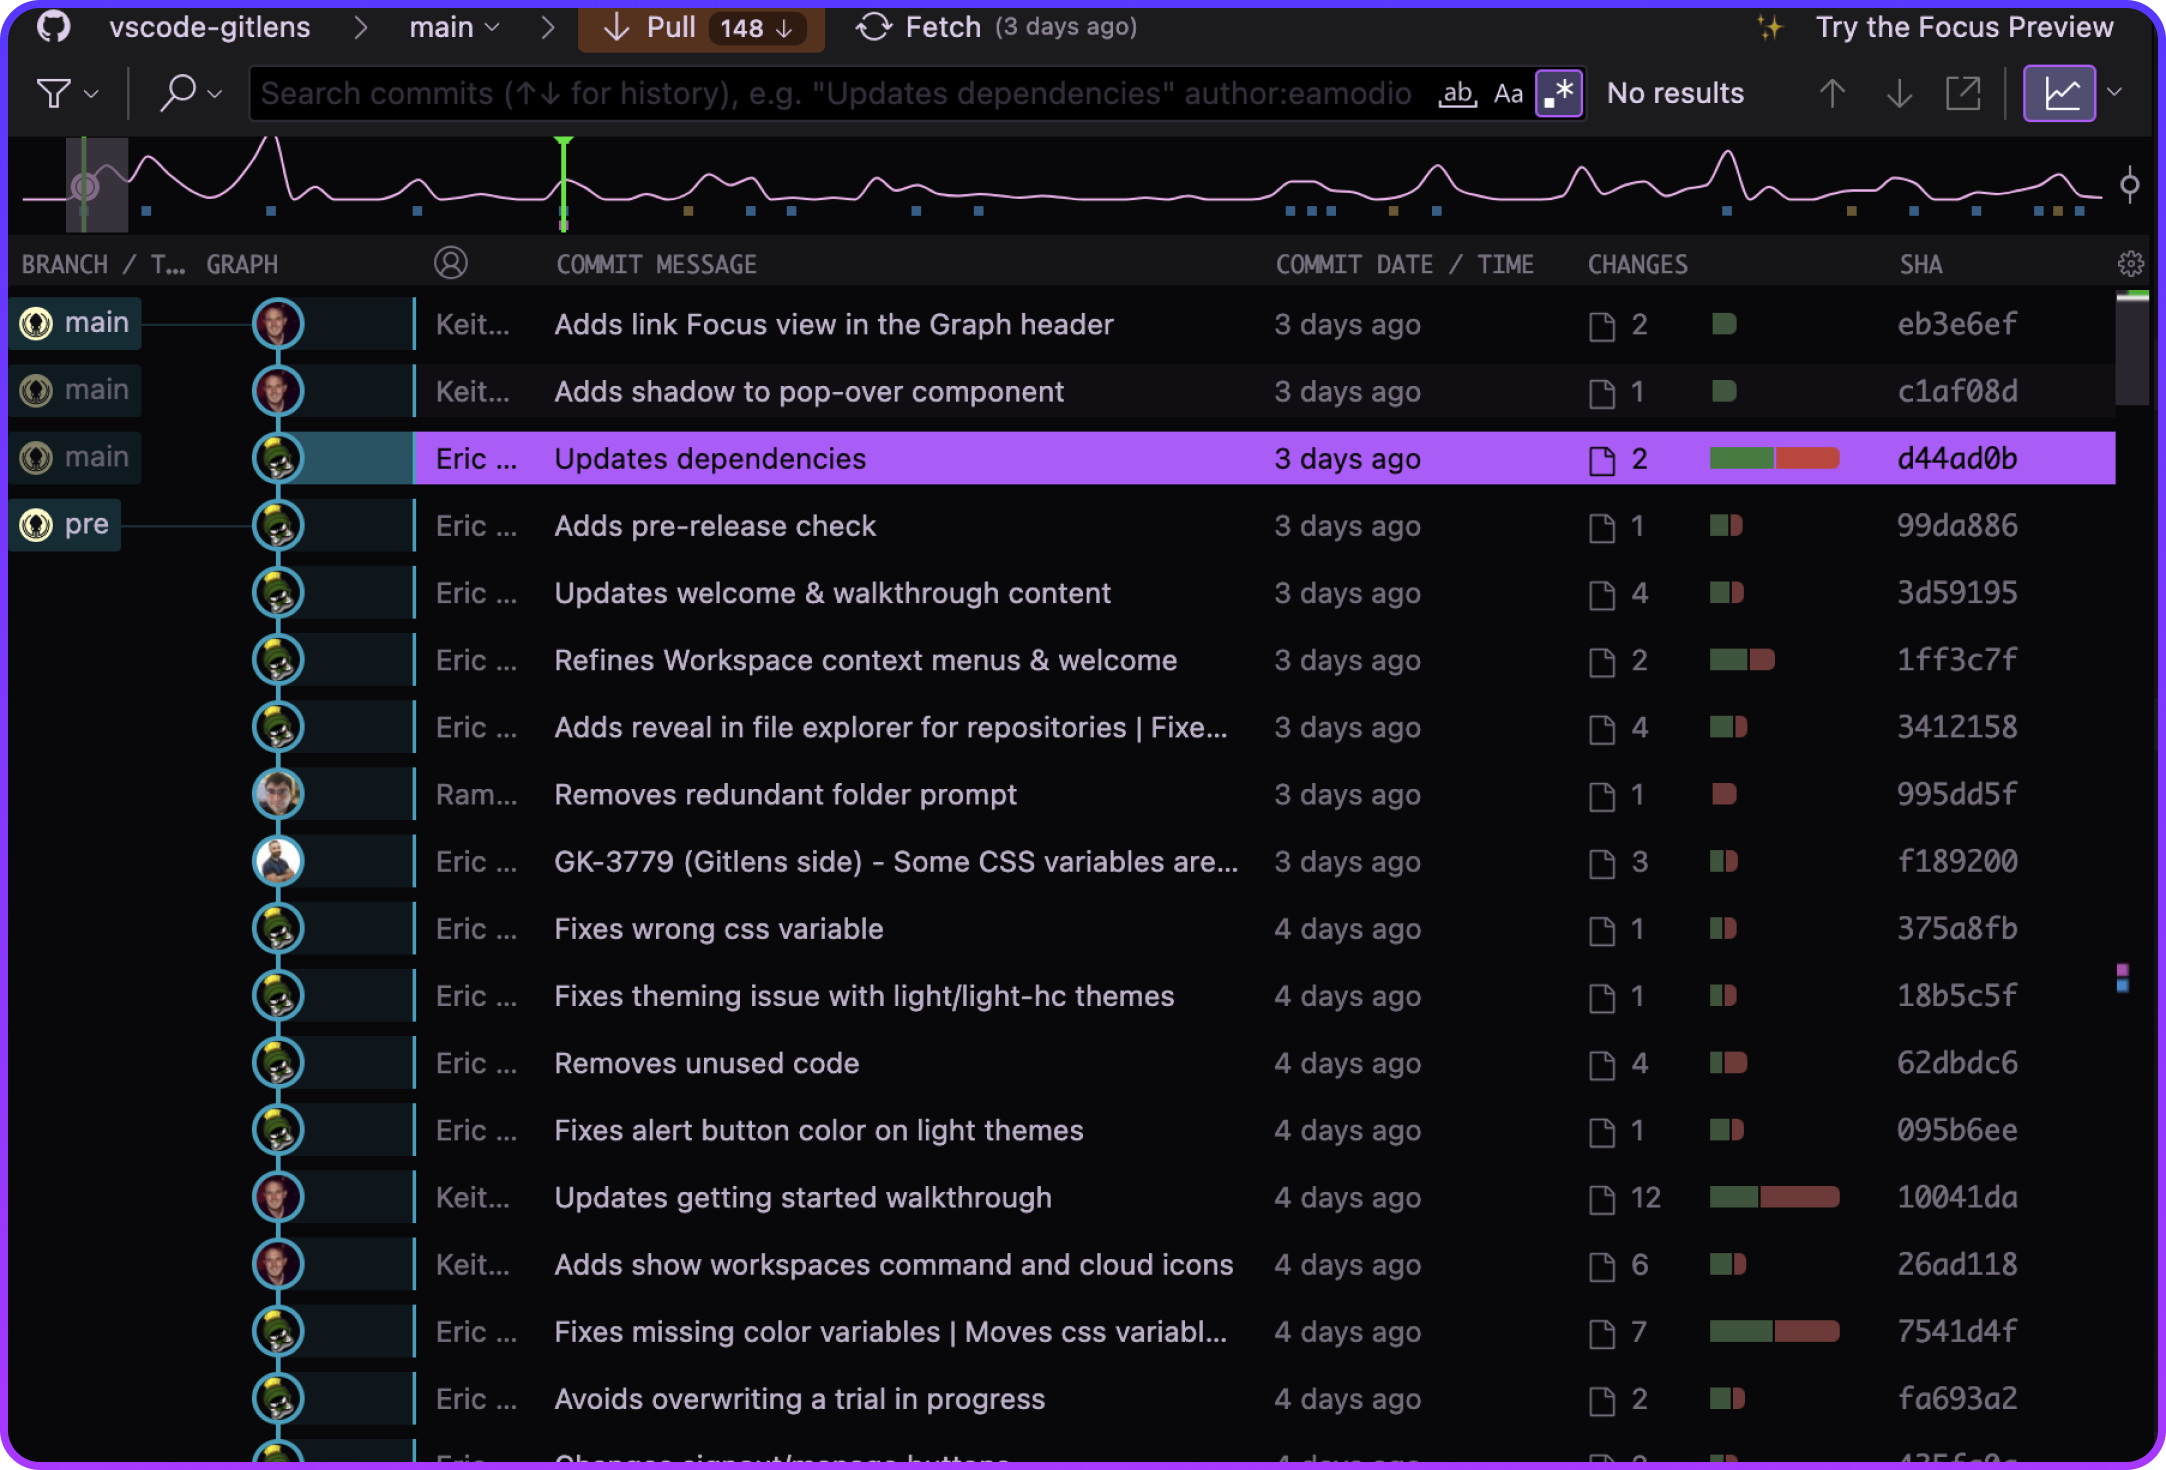 vscode-gitlens main Pull 148 Fetch (3 days ago) Try the Focus Preview
Search commits (↑↓ for history), e.g. "Updates dependencies" author:eamodio ab Aa .* No results
BRANCH / T... GRAPH COMMIT MESSAGE COMMIT DATE / TIME CHANGES SHA
main Keit... Adds link Focus view in the Graph header 3 days ago 2 eb3e6ef
main Keit... Adds shadow to pop-over component 3 days ago 1 c1af08d
main Eric ... Updates dependencies 3 days ago 2 d44ad0b
pre Eric ... Adds pre-release check 3 days ago 1 99da886
Eric ... Updates welcome & walkthrough content 3 days ago 4 3d59195
Eric ... Refines Workspace context menus & welcome 3 days ago 2 1ff3c7f
Eric ... Adds reveal in file explorer for repositories | Fixe... 3 days ago 4 3412158
Ram... Removes redundant folder prompt 3 days ago 1 995dd5f
Eric ... GK-3779 (Gitlens side) - Some CSS variables are... 3 days ago 3 f189200
Eric ... Fixes wrong css variable 4 days ago 1 375a8fb
Eric ... Fixes theming issue with light/light-hc themes 4 days ago 1 18b5c5f
Eric ... Removes unused code 4 days ago 4 62dbdc6
Eric ... Fixes alert button color on light themes 4 days ago 1 095b6ee
Keit... Updates getting started walkthrough 4 days ago 12 10041da
Keit... Adds show workspaces command and cloud icons 4 days ago 6 26ad118
Eric ... Fixes missing color variables | Moves css variabl... 4 days ago 7 7541d4f
Eric ... Avoids overwriting a trial in progress 4 days ago 2 fa693a2
Eric ... Changes signout/manage buttons 4 days ago